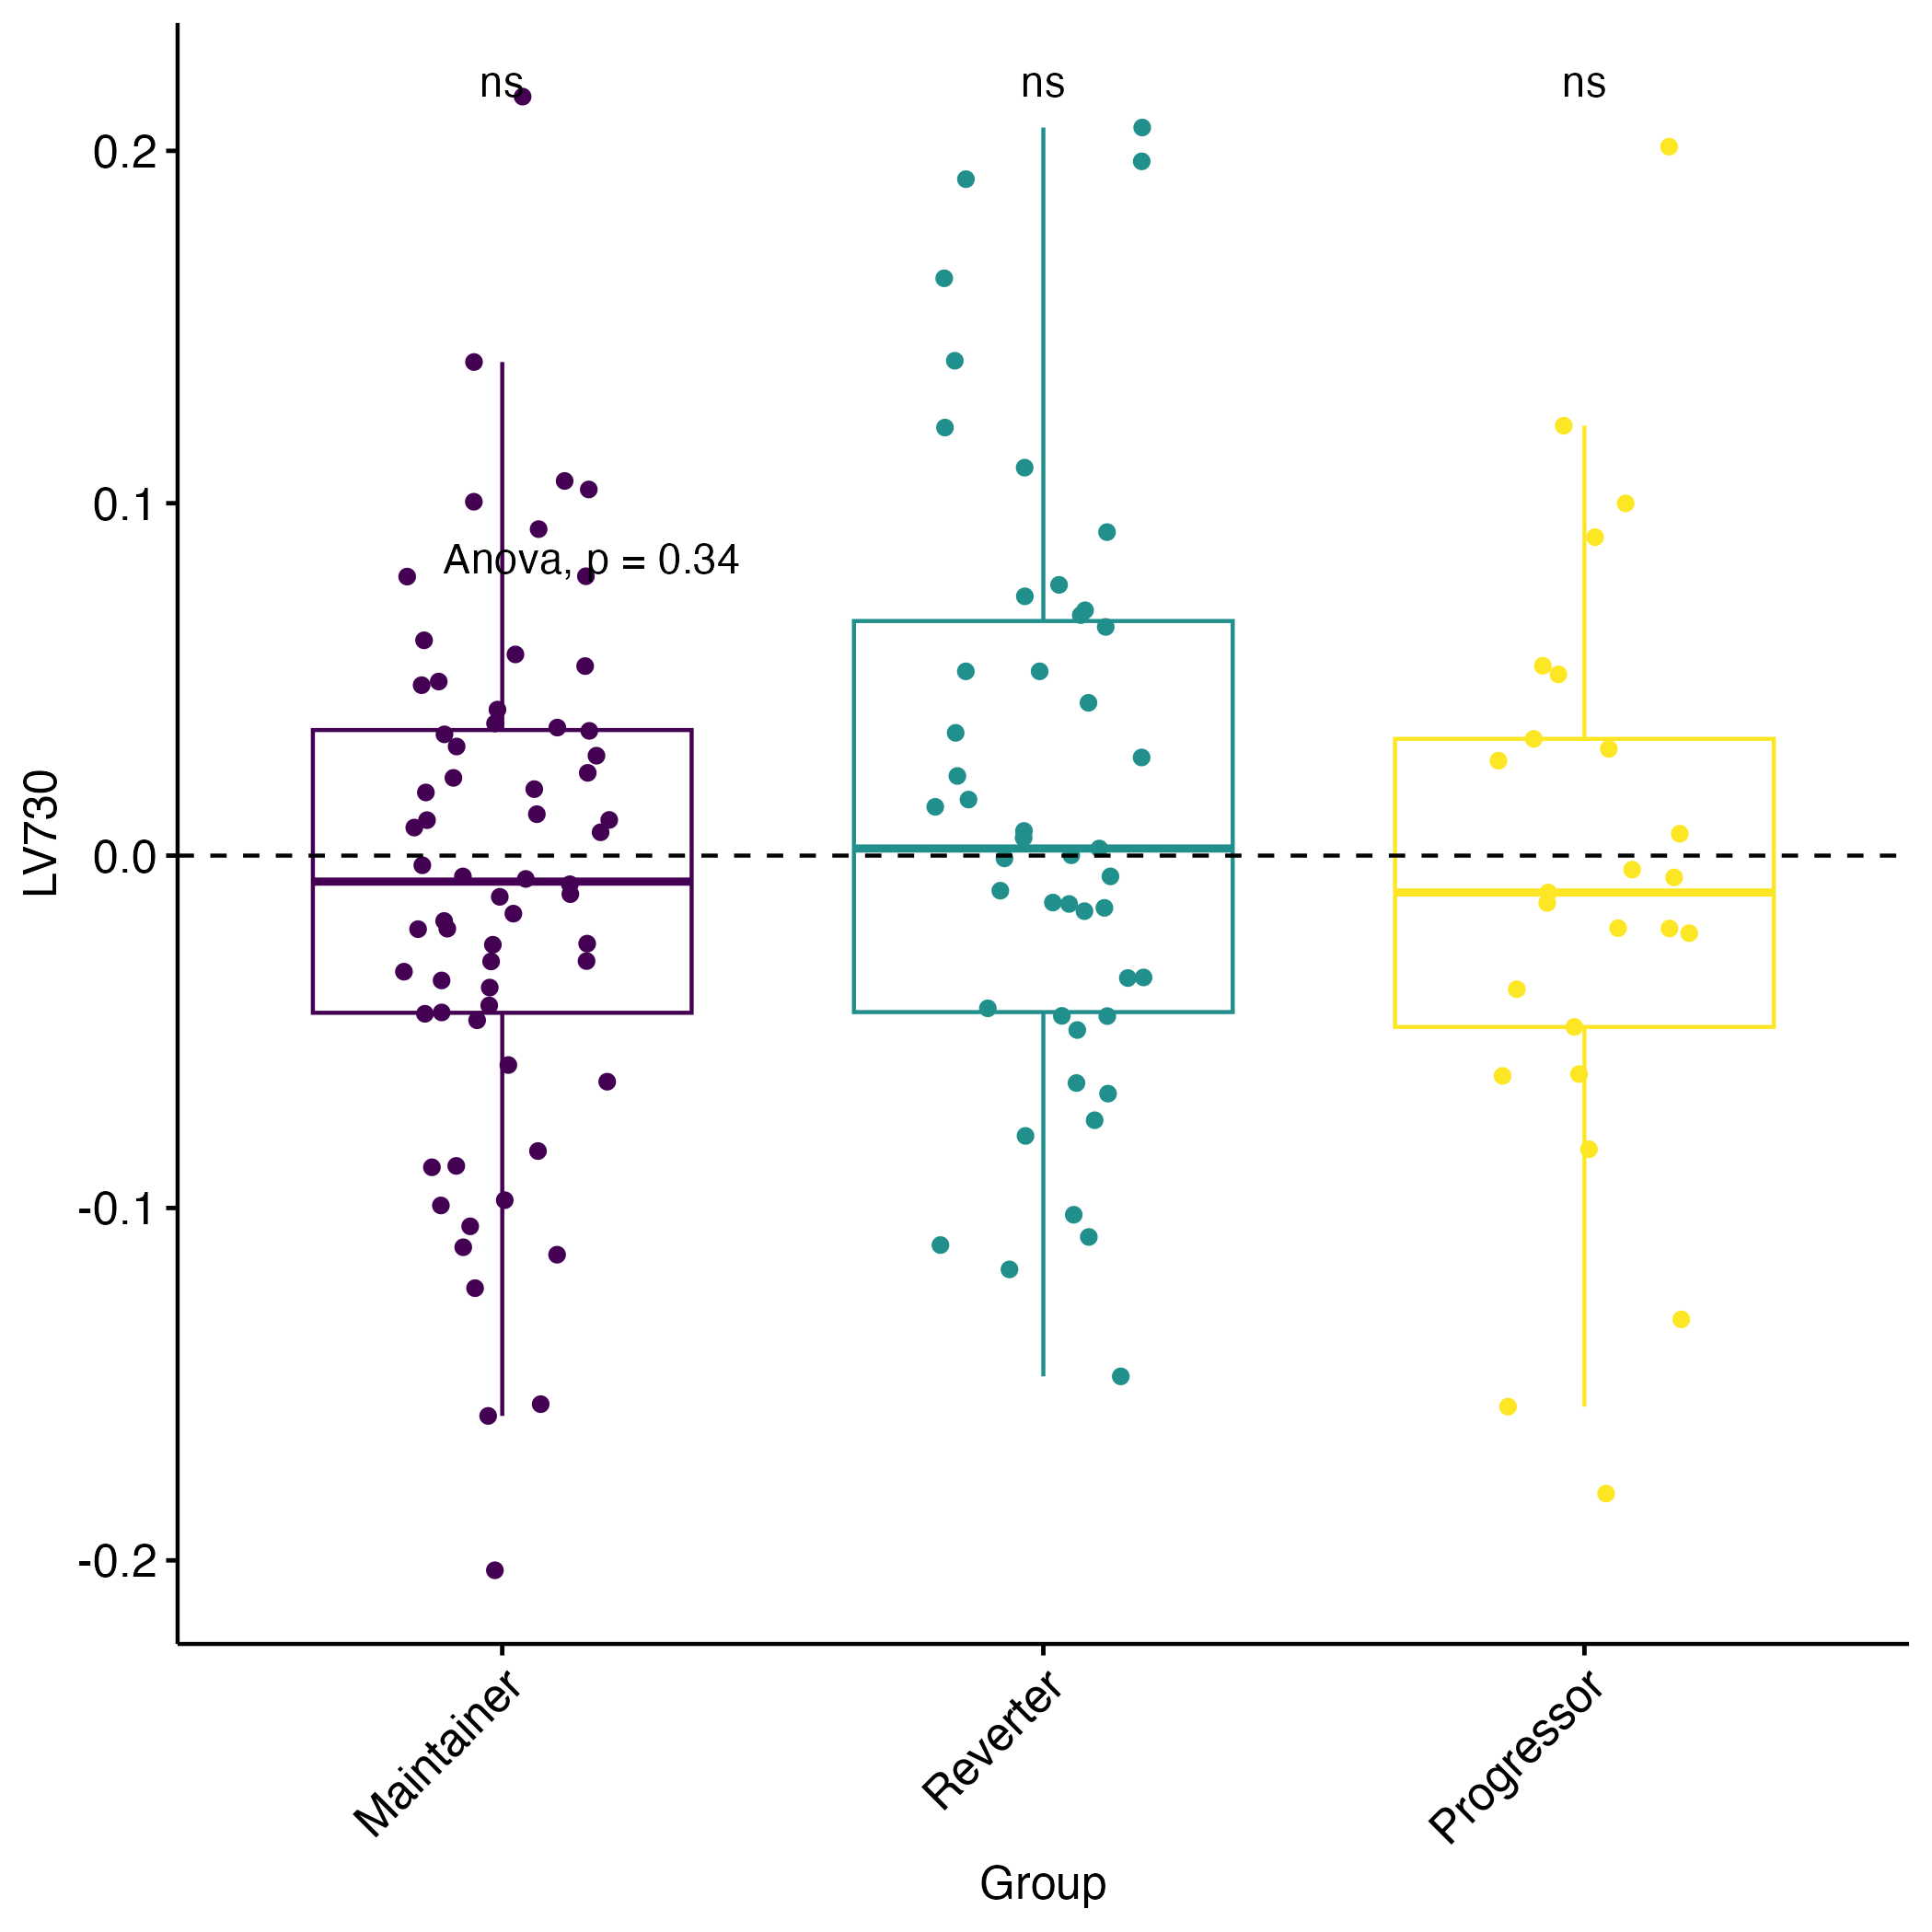 ns ns ns
0.2
0.1
Anova, p = 0.34
0.0
-0.1
-0.2
LV730
Maintainer Reverter Progressor
Group